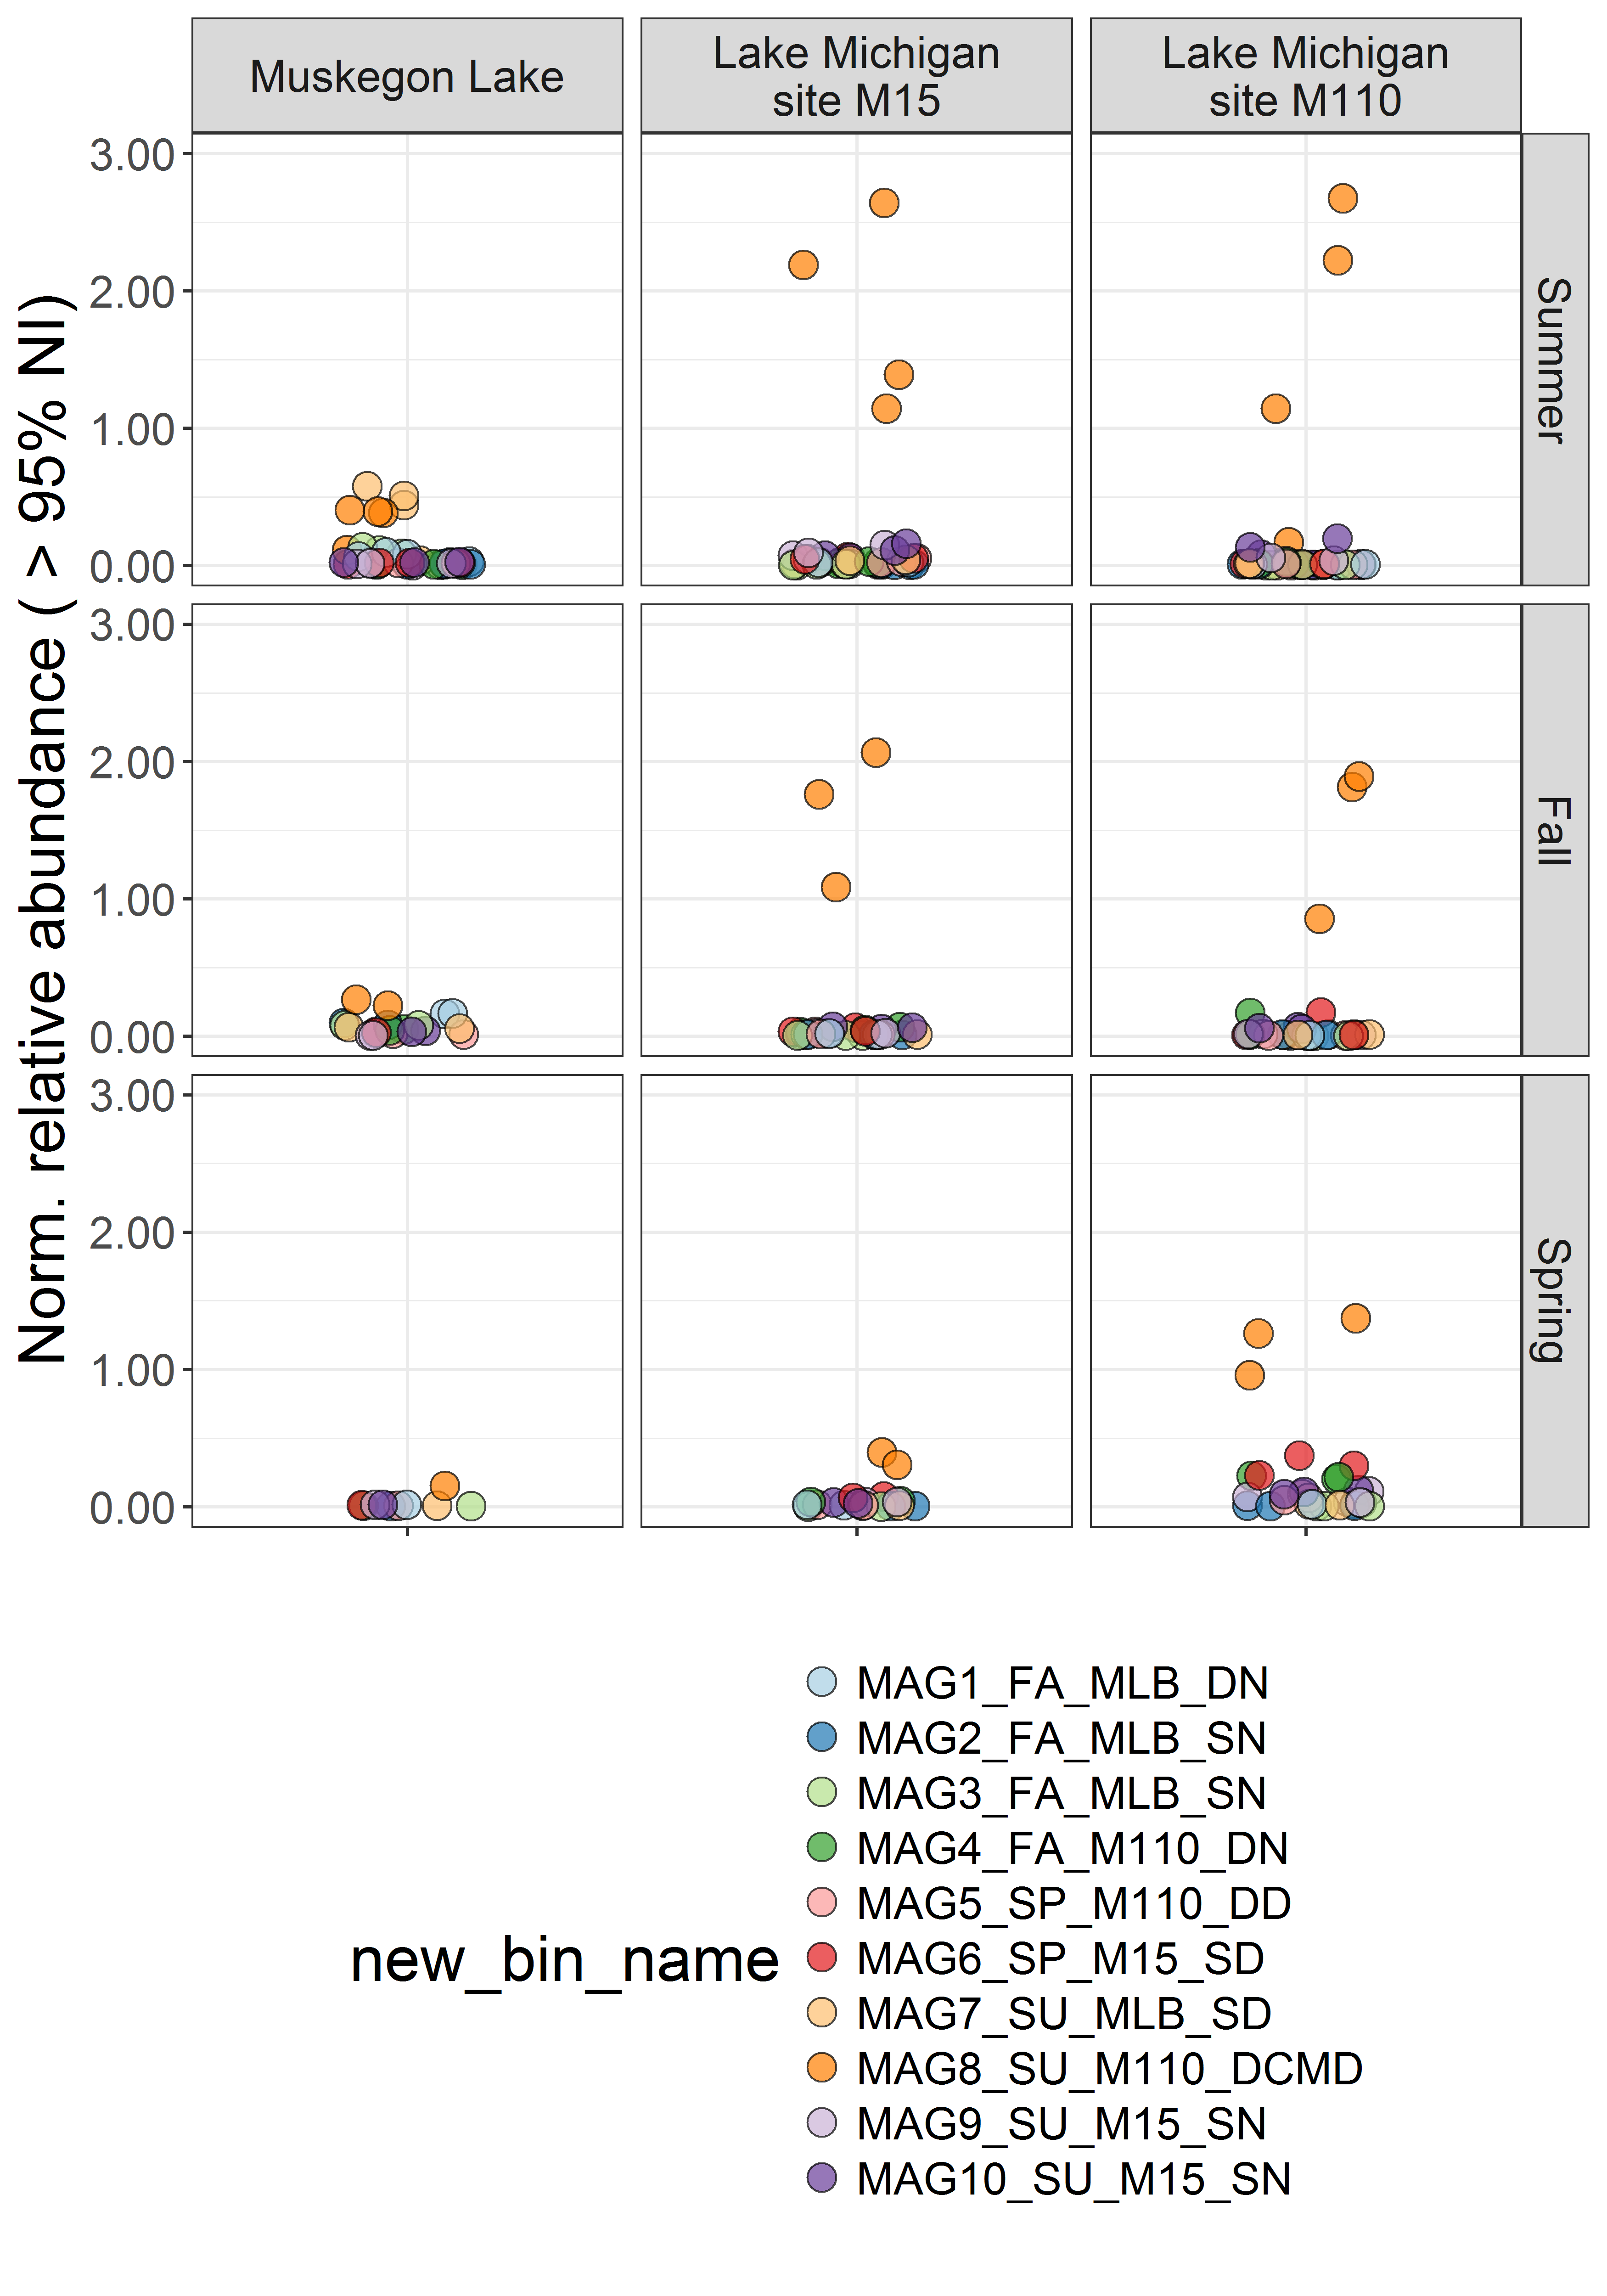 Muskegon Lake
Lake Michigan
site M15
Lake Michigan
site M110
Norm. relative abundance ( > 95% NI)
3.00
2.00
1.00
0.00
Summer
3.00
2.00
1.00
0.00
Fall
3.00
2.00
1.00
0.00
Spring
new_bin_name
MAG1_FA_MLB_DN
MAG2_FA_MLB_SN
MAG3_FA_MLB_SN
MAG4_FA_M110_DN
MAG5_SP_M110_DD
MAG6_SP_M15_SD
MAG7_SU_MLB_SD
MAG8_SU_M110_DCMD
MAG9_SU_M15_SN
MAG10_SU_M15_SN